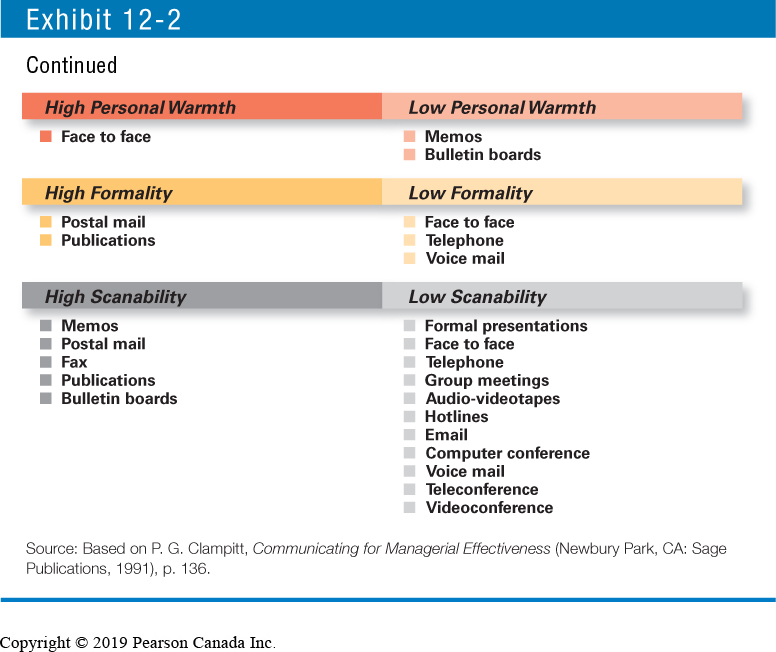 Exhibit 12-2
Continued
High Personal Warmth
Low Personal Warmth
Face to face
Memos
Bulletin boards
High Formality
Low Formality
Postal mail
Publications
Face to face
Telephone
Voice mail
High Scanability
Low Scanability
Memos
Postal mail
Fax
Publications
Bulletin boards
Formal presentations
Face to face
Telephone
Group meetings
Audio-videotapes
Hotlines
Email
Computer conference
Voice mail
Teleconference
Videoconference
Source: Based on P. G. Clampitt, Communicating for Managerial Effectiveness (Newbury Park, CA: Sage
Publications, 1991), p. 136.
Copyright © 2019 Pearson Canada Inc.